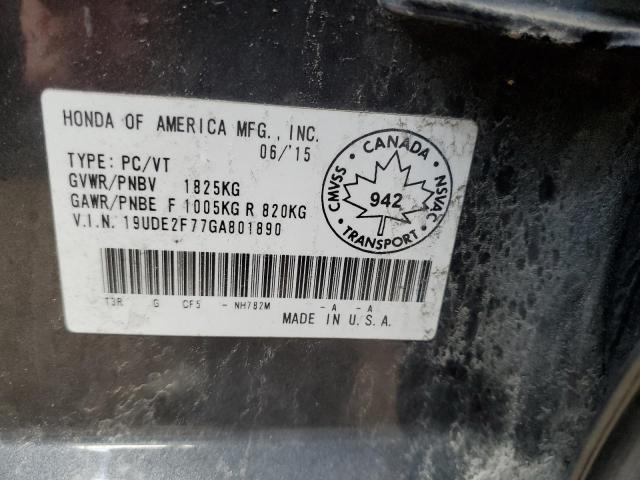 HONDA OF AMERICA MFG., INC.
06/'15
TYPE: PC/VT
GVWR/PNBV 1825KG
GAWR/PNBE F 1005KG R 820KG
V.I.N. 19UDE2F77GA801890
CMVSS • CANADA • NSVAC
942
• TRANSPORT •
T3R G CF5 - NH782M - A - A
MADE IN U.S.A.